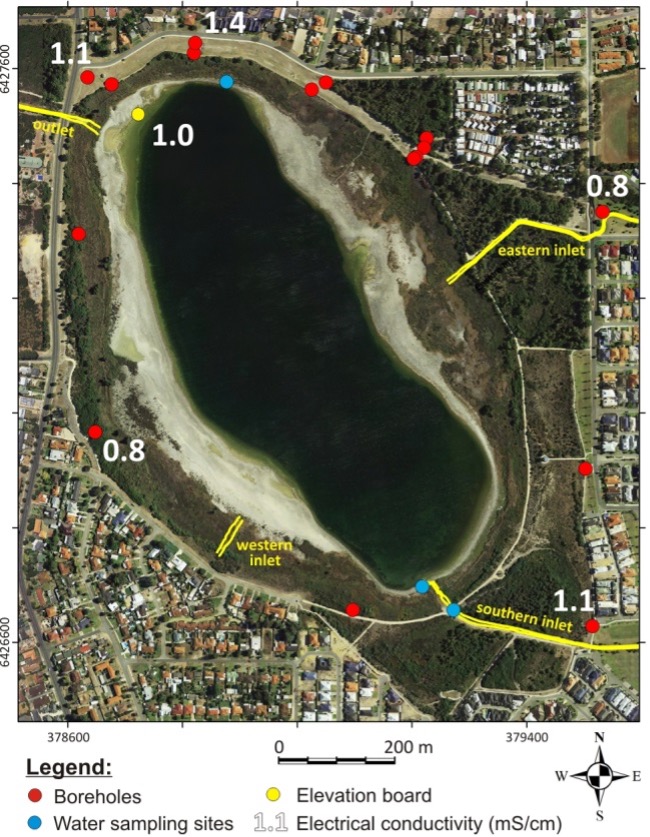 1.4
1.1
6427600
outlet
1.0
0.8
eastern inlet
0.8
western
inlet
1.1
southern inlet
6426600
378600
379400
0
200 m
N
W
E
S
Legend:
Boreholes
Elevation board
Water sampling sites
1.1 Electrical conductivity (mS/cm)